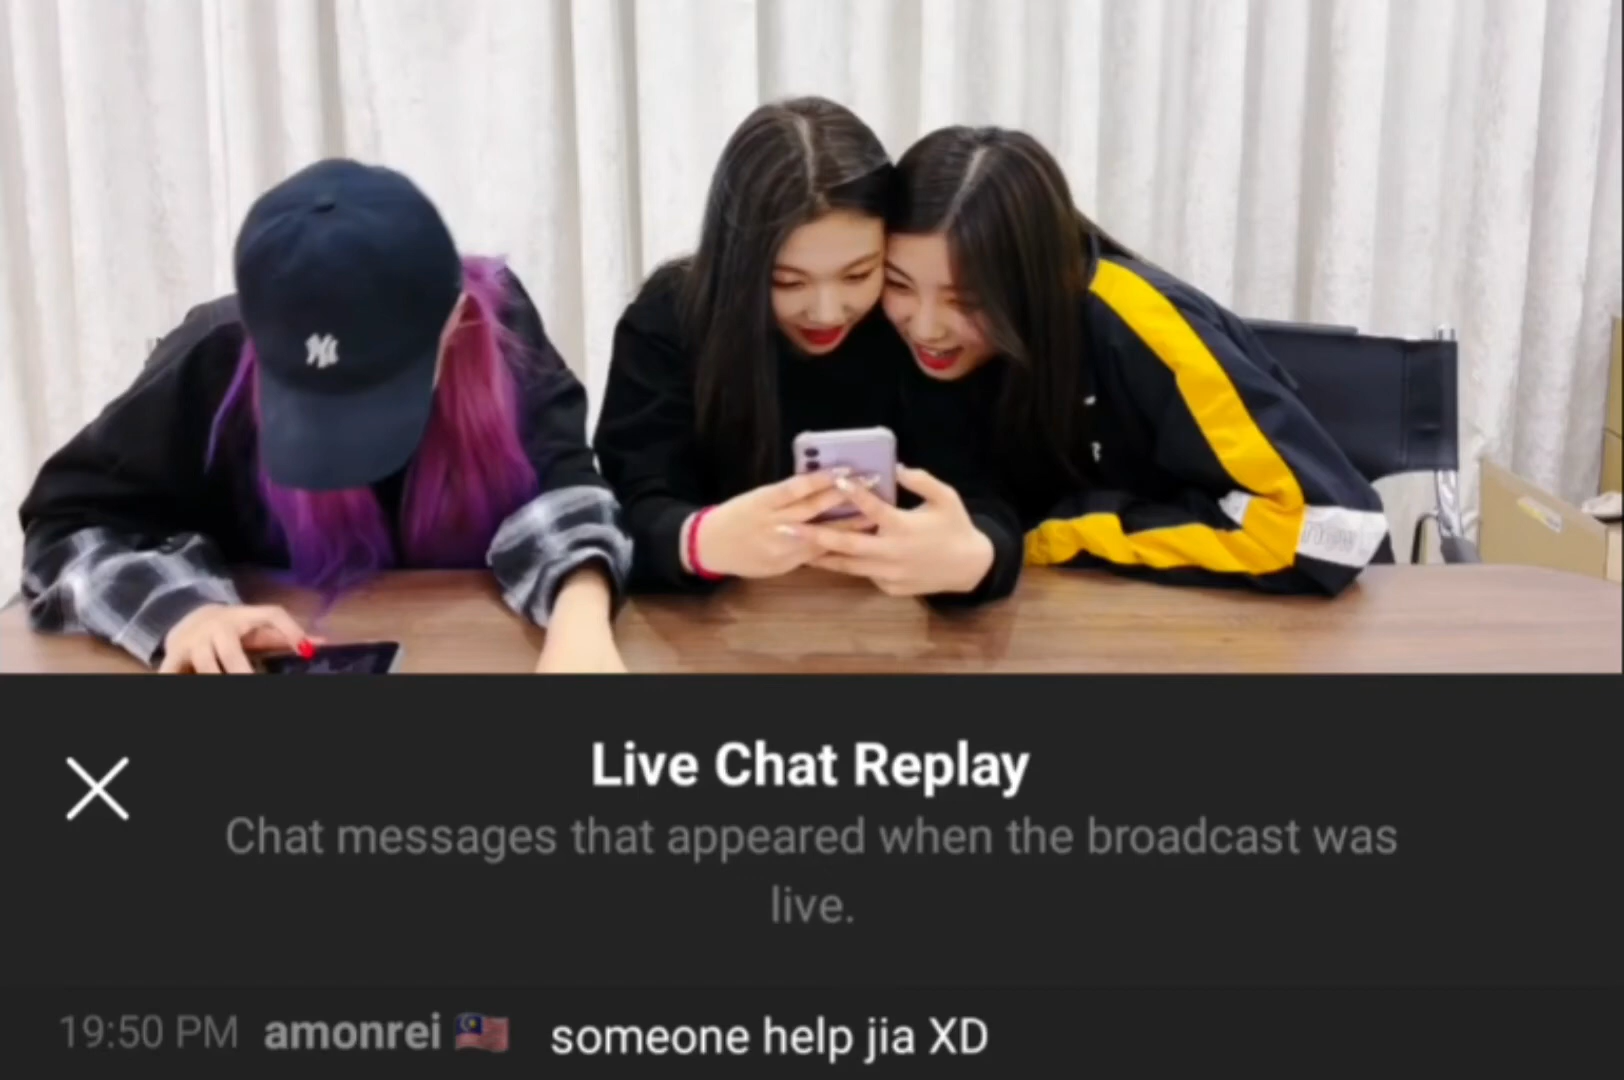 NY
Live Chat Replay
Chat messages that appeared when the broadcast was
live.
19:50 PM amonrei 🇲🇾 someone help jia XD